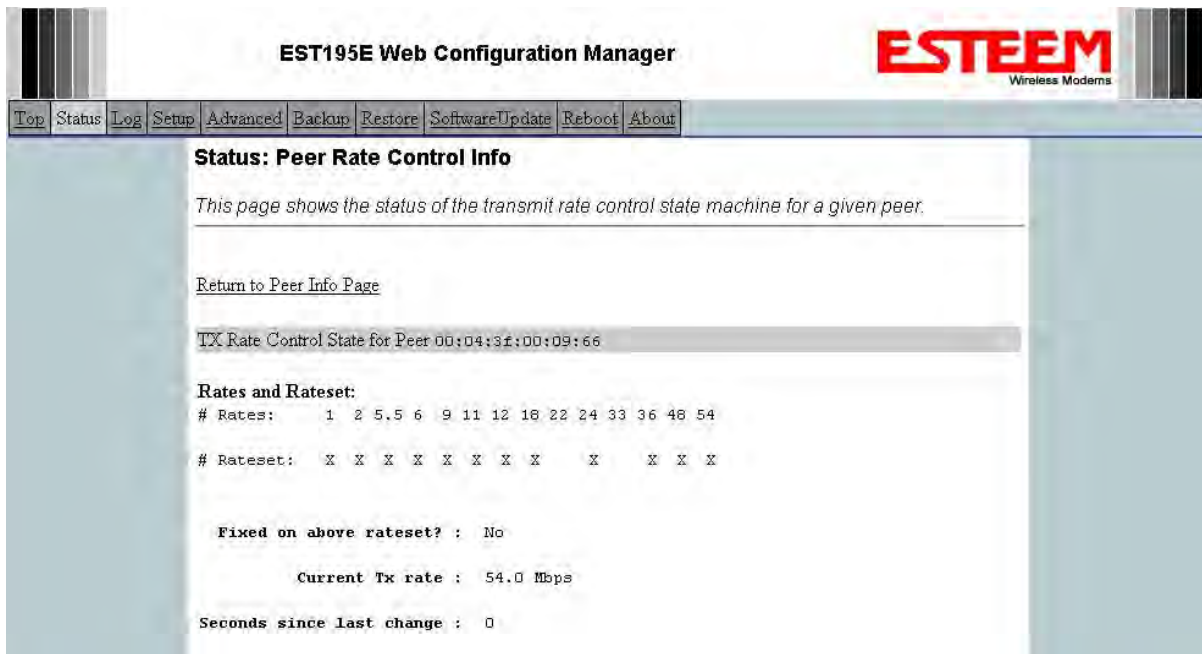 EST195E Web Configuration Manager
ESTEEM
Wireless Modems
Top Status Log Setup Advanced Backup Restore SoftwareUpdate Reboot About
Status: Peer Rate Control Info
This page shows the status of the transmit rate control state machine for a given peer.
Return to Peer Info Page
TX Rate Control State for Peer 00:04:3f:00:09:66
Rates and Rateset:
# Rates: 1 2 5.5 6 9 11 12 18 22 24 33 36 48 54
# Rateset: X X X X X X X X X X X X
Fixed on above rateset? : No
Current Tx rate : 54.0 Mbps
Seconds since last change : 0